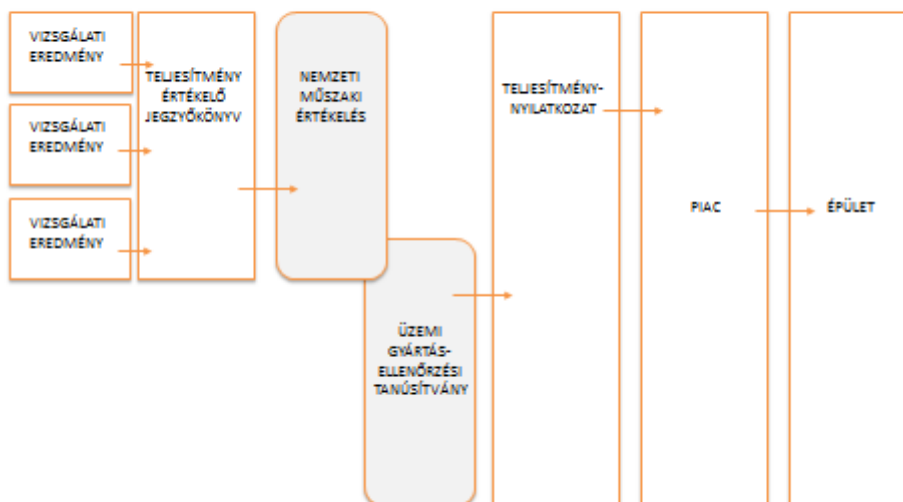 VIZSGÁLATI
EREDMÉNY
VIZSGÁLATI
EREDMÉNY
VIZSGÁLATI
EREDMÉNY
TELJESÍTMÉNY
ÉRTÉKELŐ
JEGZYŐKÖNYV
NEMZETI
MŰSZAKI
ÉRTÉKELÉS
ÜZEMI
GYÁRTÁS-
ELLENŐRZÉSI
TANÚSÍTVÁNY
TELJESÍTMÉNY-
NYILATKOZAT
PIAC
ÉPÜLET